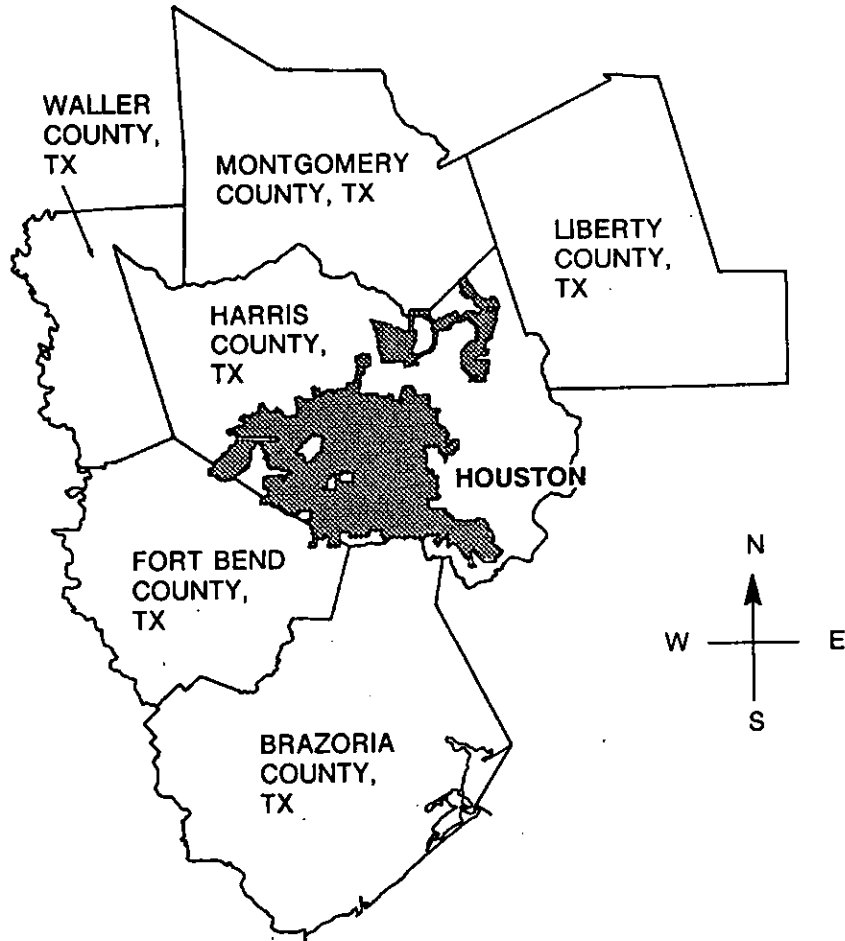 WALLER
COUNTY,
TX
MONTGOMERY
COUNTY, TX
LIBERTY
COUNTY,
TX
HARRIS
COUNTY,
TX
HOUSTON
FORT BEND
COUNTY,
TX
BRAZORIA
COUNTY,
TX
N
W
E
S